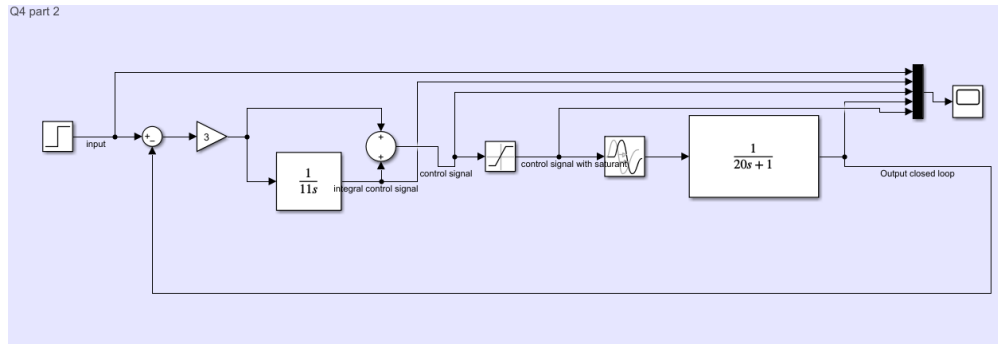 Q4 part 2
input
3
1
11s
integral control signal
control signal
control signal with saturant
1
20s + 1
Output closed loop